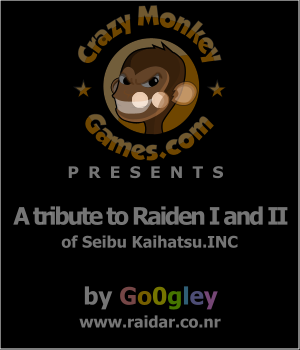 Crazy Monkey
Games.com
PRESENTS
A tribute to Raiden I and II
of Seibu Kaihatsu.INC
by Go0gley
www.raidar.co.nr